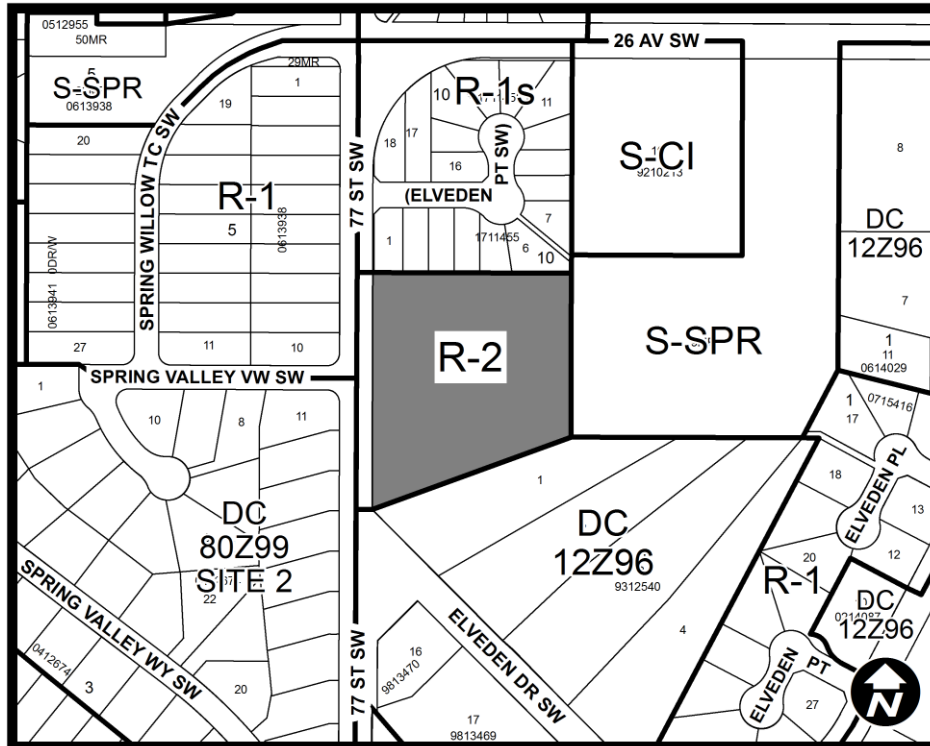 0512955
50MR
5
S-SPR
0613938
20
0613941
0DR/W
27
SPRING WILLOW TC SW
19
29MR
1
R-1
5
0613938
11
10
77 ST SW
26 AV SW
R-1s
10
11
18
17
16
(ELVEDEN
PT SW)
1
1711455
6
7
10
S-CI
9210213
8
DC
12Z96
7
1
11
0614029
R-2
S-SPR
SPRING VALLEY VW SW
1
10
8
11
DC
80Z99
SITE 2
22
SPRING VALLEY WY SW
0412674
3
20
77 ST SW
1
DC
12Z96
9312540
4
16
9813470
17
9813469
ELVEDEN DR SW
1
17
0715416
18
ELVEDEN PL
13
12
20
R-1
DC
0214087
12Z96
ELVEDEN
PT
27
N